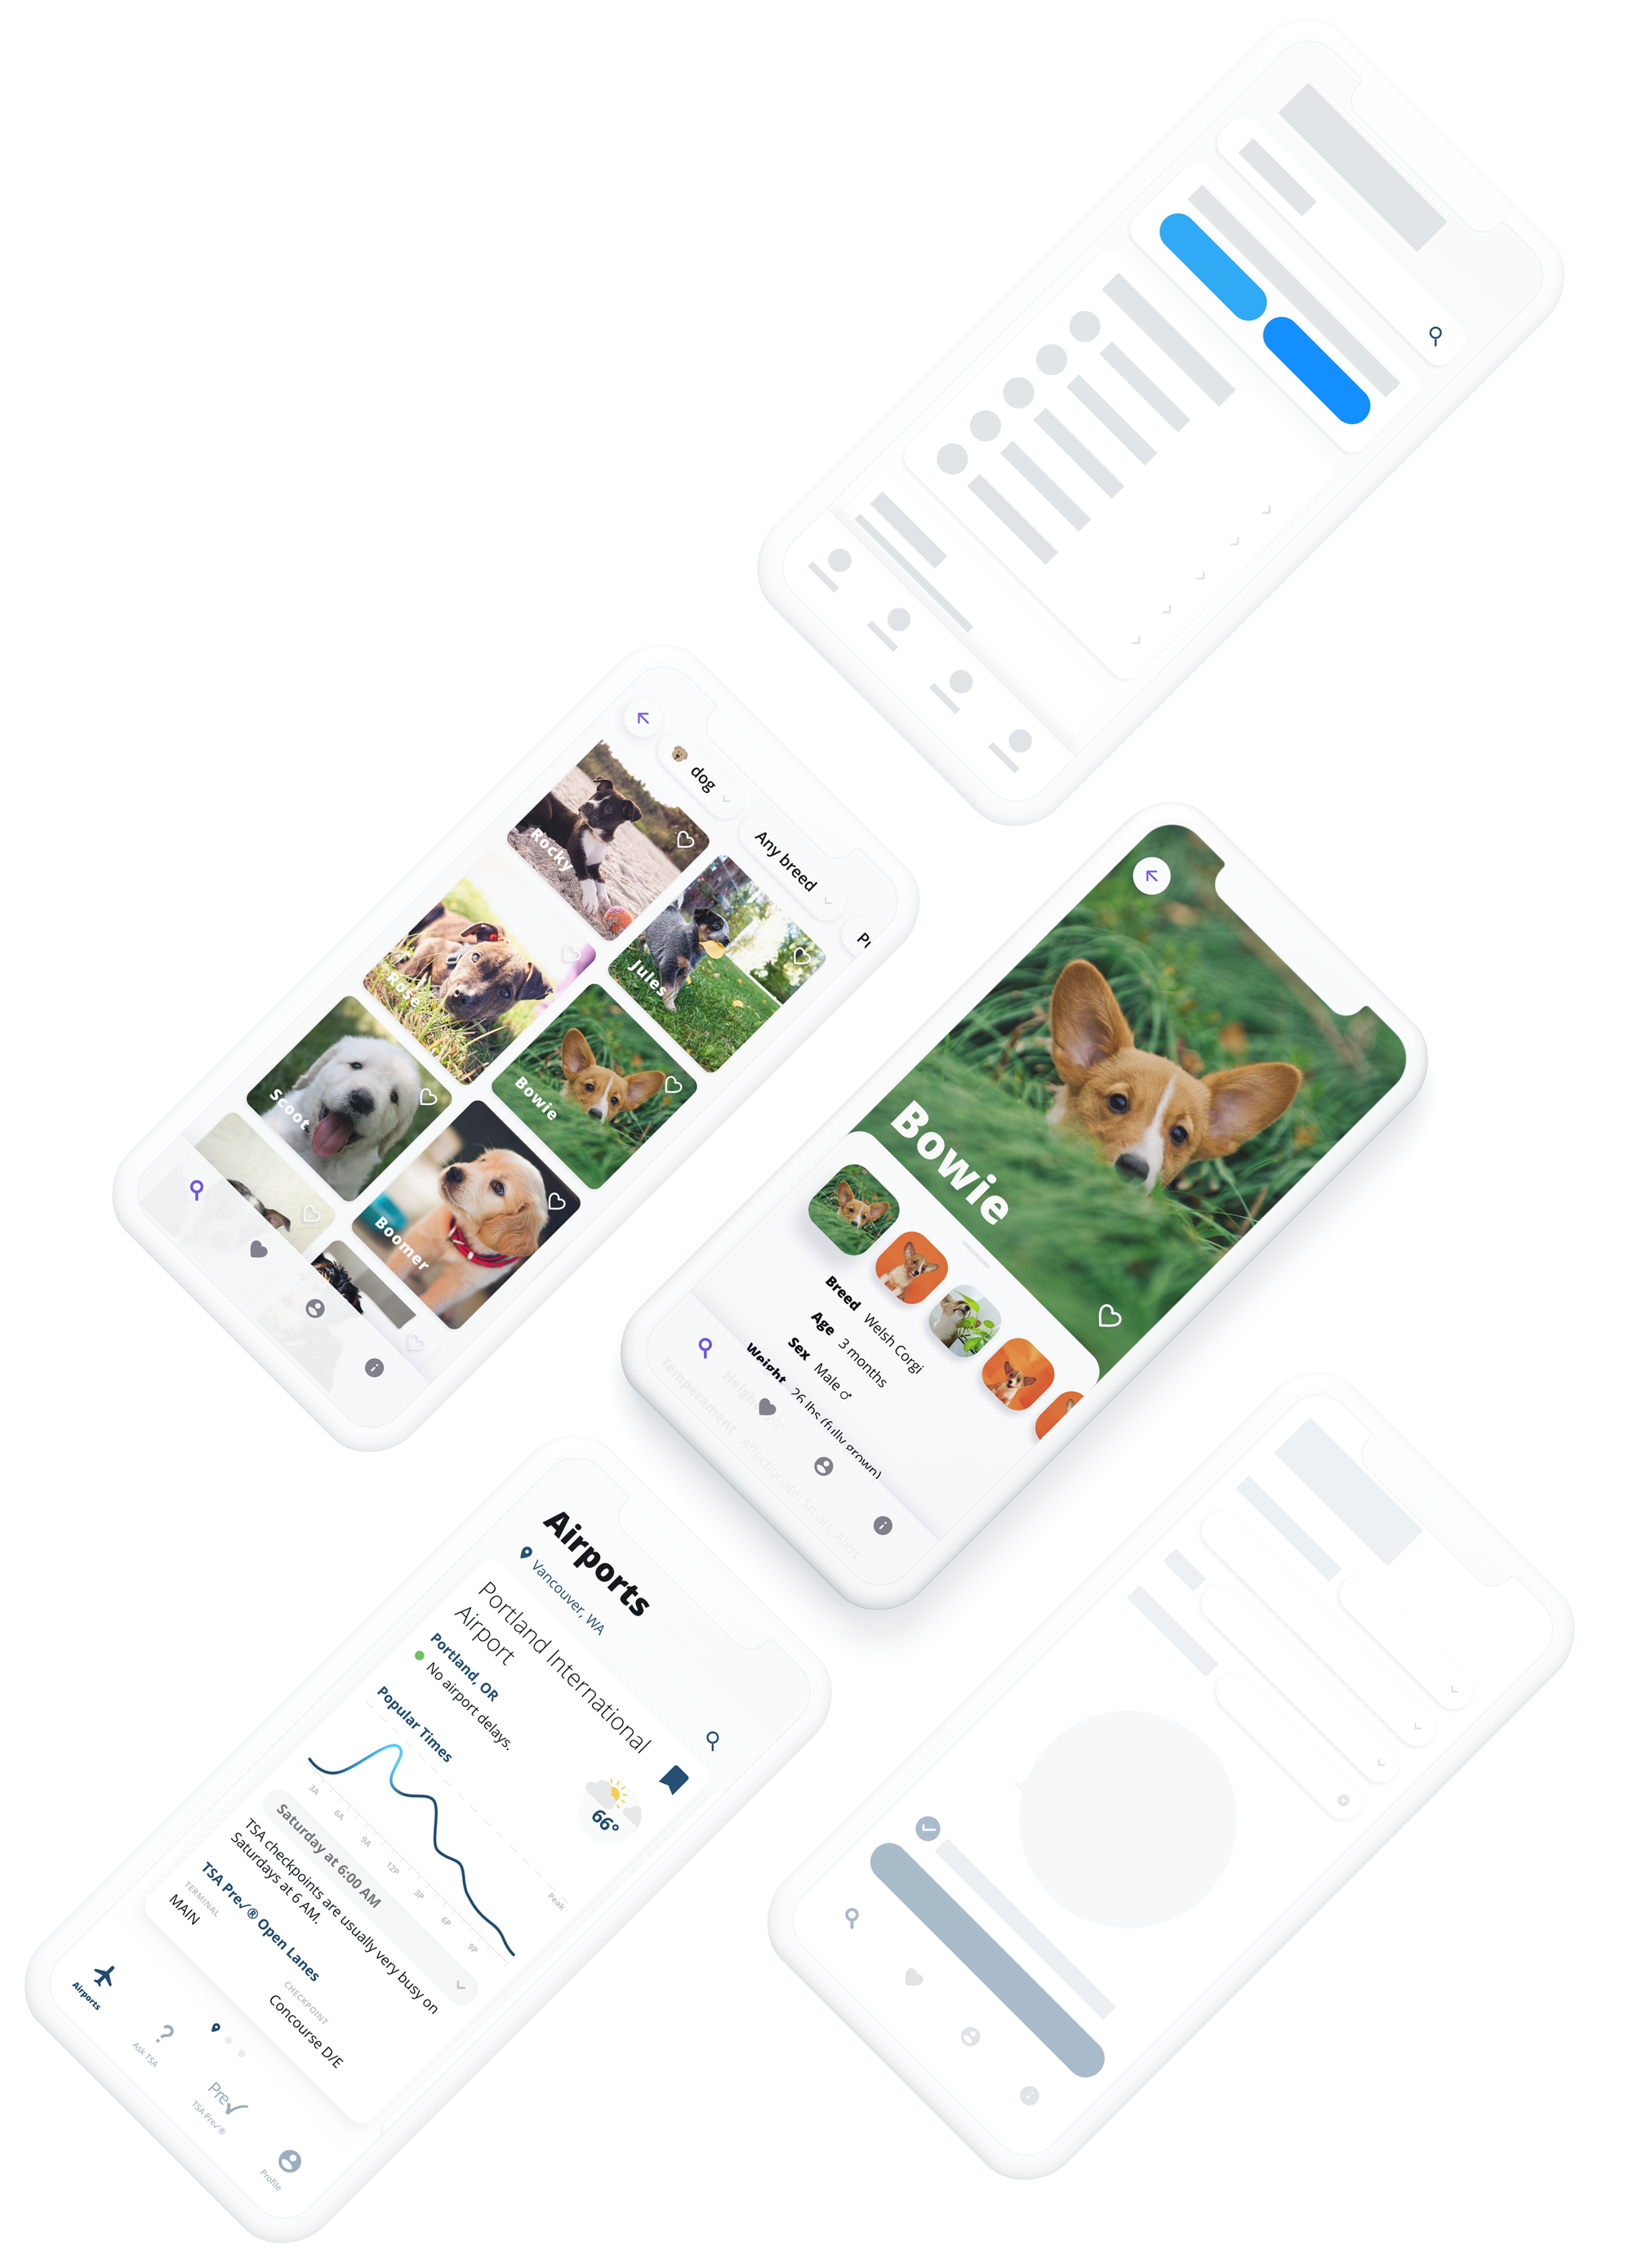 dog
Any breed
Rocky
Jules
Rose
Bowie
Scoot
Boomer
Bowie
Breed Welsh Corgi
Age 3 months
Sex Male ♂
Weight 26 lbs (fully grown)
Height
Temperament Affectionate, Smart, Alert
Airports
Vancouver, WA
Portland International
Airport
Portland, OR
No airport delays.
66°
Popular Times
Peak
3A 6A 9A 12P 3P 6P 9P
Saturday at 6:00 AM
TSA checkpoints are usually very busy on
Saturdays at 6 AM.
TSA Pre✓® Open Lanes
TERMINAL CHECKPOINT
MAIN Concourse D/E
Pre✓
Airports Ask TSA TSA Pre✓® Profile